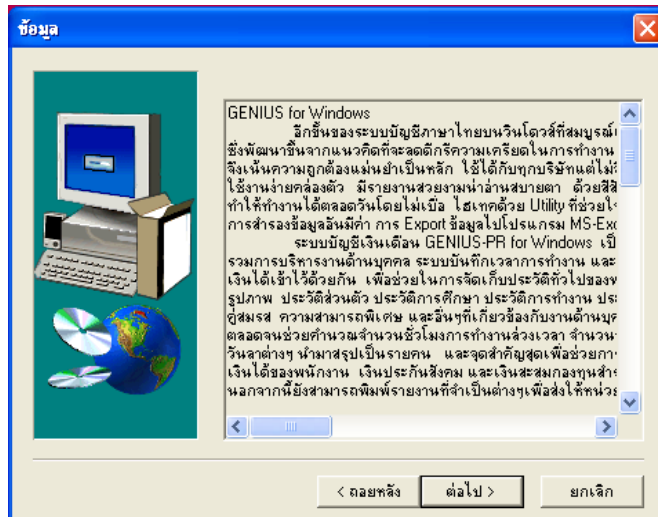 ข้อมูล
GENIUS for Windows
อีกขั้นของระบบบัญชีภาษาไทยบนวินโดวส์ที่สมบูรณ์
ซึ่งพัฒนาขึ้นจากแนวคิดที่จะลดดีกรีความเครียดในการทำงาน
จึงเน้นความถูกต้องแม่นยำเป็นหลัก ใช้ได้กับทุกบริษัทแต่ไม่
ใช้งานง่ายคล่องตัว มีรายงานสวยงามน่าอ่านสบายตา ด้วยสีสั
ทำให้ทำงานได้ตลอดวันโดยไม่เบื่อ ไฮเทคด้วย Utility ที่ช่วยใ
การสำรองข้อมูลอันมีค่า การ Export ข้อมูลไปโปรแกรม MS-Exc
ระบบบัญชีเงินเดือน GENIUS-PR for Windows เป็
รวมการบริหารงานด้านบุคคล ระบบบันทึกเวลาการทำงาน และ
เงินได้เข้าไว้ด้วยกัน เพื่อช่วยในการจัดเก็บประวัติทั่วไปของพ
รูปภาพ ประวัติส่วนตัว ประวัติการศึกษา ประวัติการทำงาน ประ
คู่สมรส ความสามารถพิเศษ และอื่นๆที่เกี่ยวข้องกับงานด้านบุค
ตลอดจนช่วยคำนวณจำนวนชั่วโมงการทำงานล่วงเวลา จำนวน
วันลาต่างๆ นำมาสรุปเป็นรายคน และจุดสำคัญสุดเพื่อช่วยกา
เงินได้ของพนักงาน เงินประกันสังคม และเงินสะสมกองทุนสำ
นอกจากนี้ยังสามารถพิมพ์รายงานที่จำเป็นต่างๆเพื่อส่งให้หน่วย
< ถอยหลัง ต่อไป > ยกเลิก